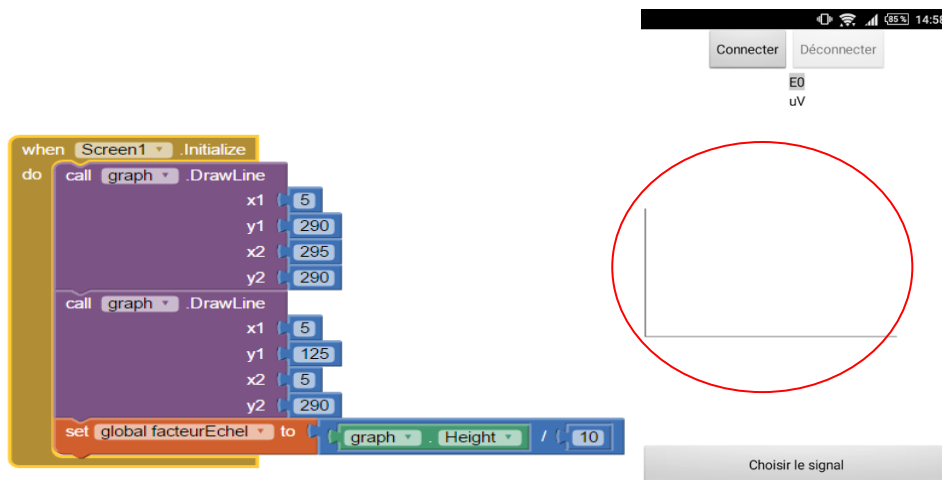 when Screen1 .Initialize
do call graph .DrawLine
x1 5
y1 290
x2 295
y2 290
call graph .DrawLine
x1 5
y1 125
x2 5
y2 290
set global facteurEchel to graph . Height / 10
85 % 14:58
Connecter Déconnecter
E0
uV
Choisir le signal